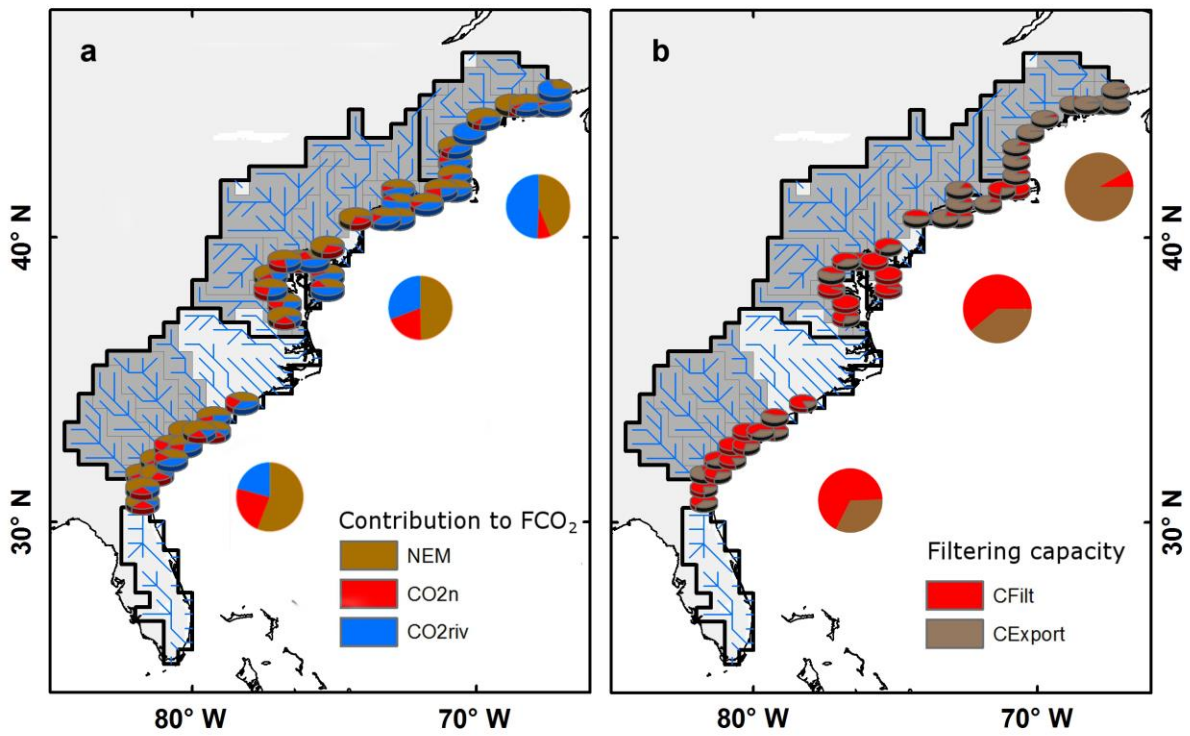 a
b
40° N
30° N
40° N
30° N
Contribution to FCO₂
NEM
CO2n
CO2riv
Filtering capacity
CFilt
CExport
80° W
70° W
80° W
70° W